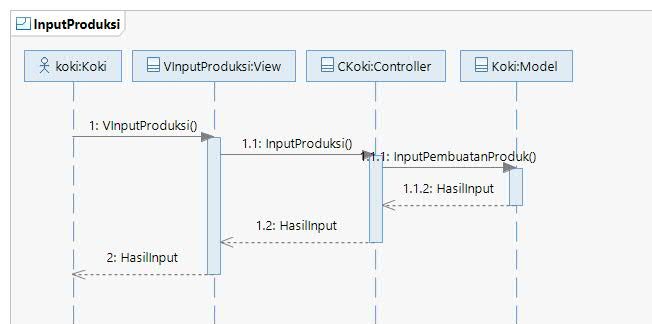 InputProduksi
koki:Koki
VInputProduksi:View
CKoki:Controller
Koki:Model
1: VInputProduksi()
1.1: InputProduksi()
1.1.1: InputPembuatanProduk()
1.1.2: HasilInput
1.2: HasilInput
2: HasilInput